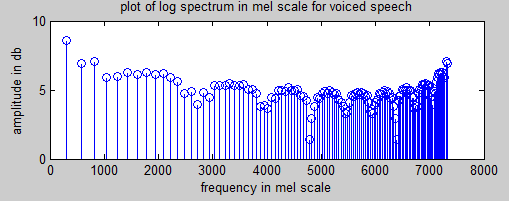 plot of log spectrum in mel scale for voiced speech
10
5
0
amplitude in db
0 1000 2000 3000 4000 5000 6000 7000 8000
frequency in mel scale